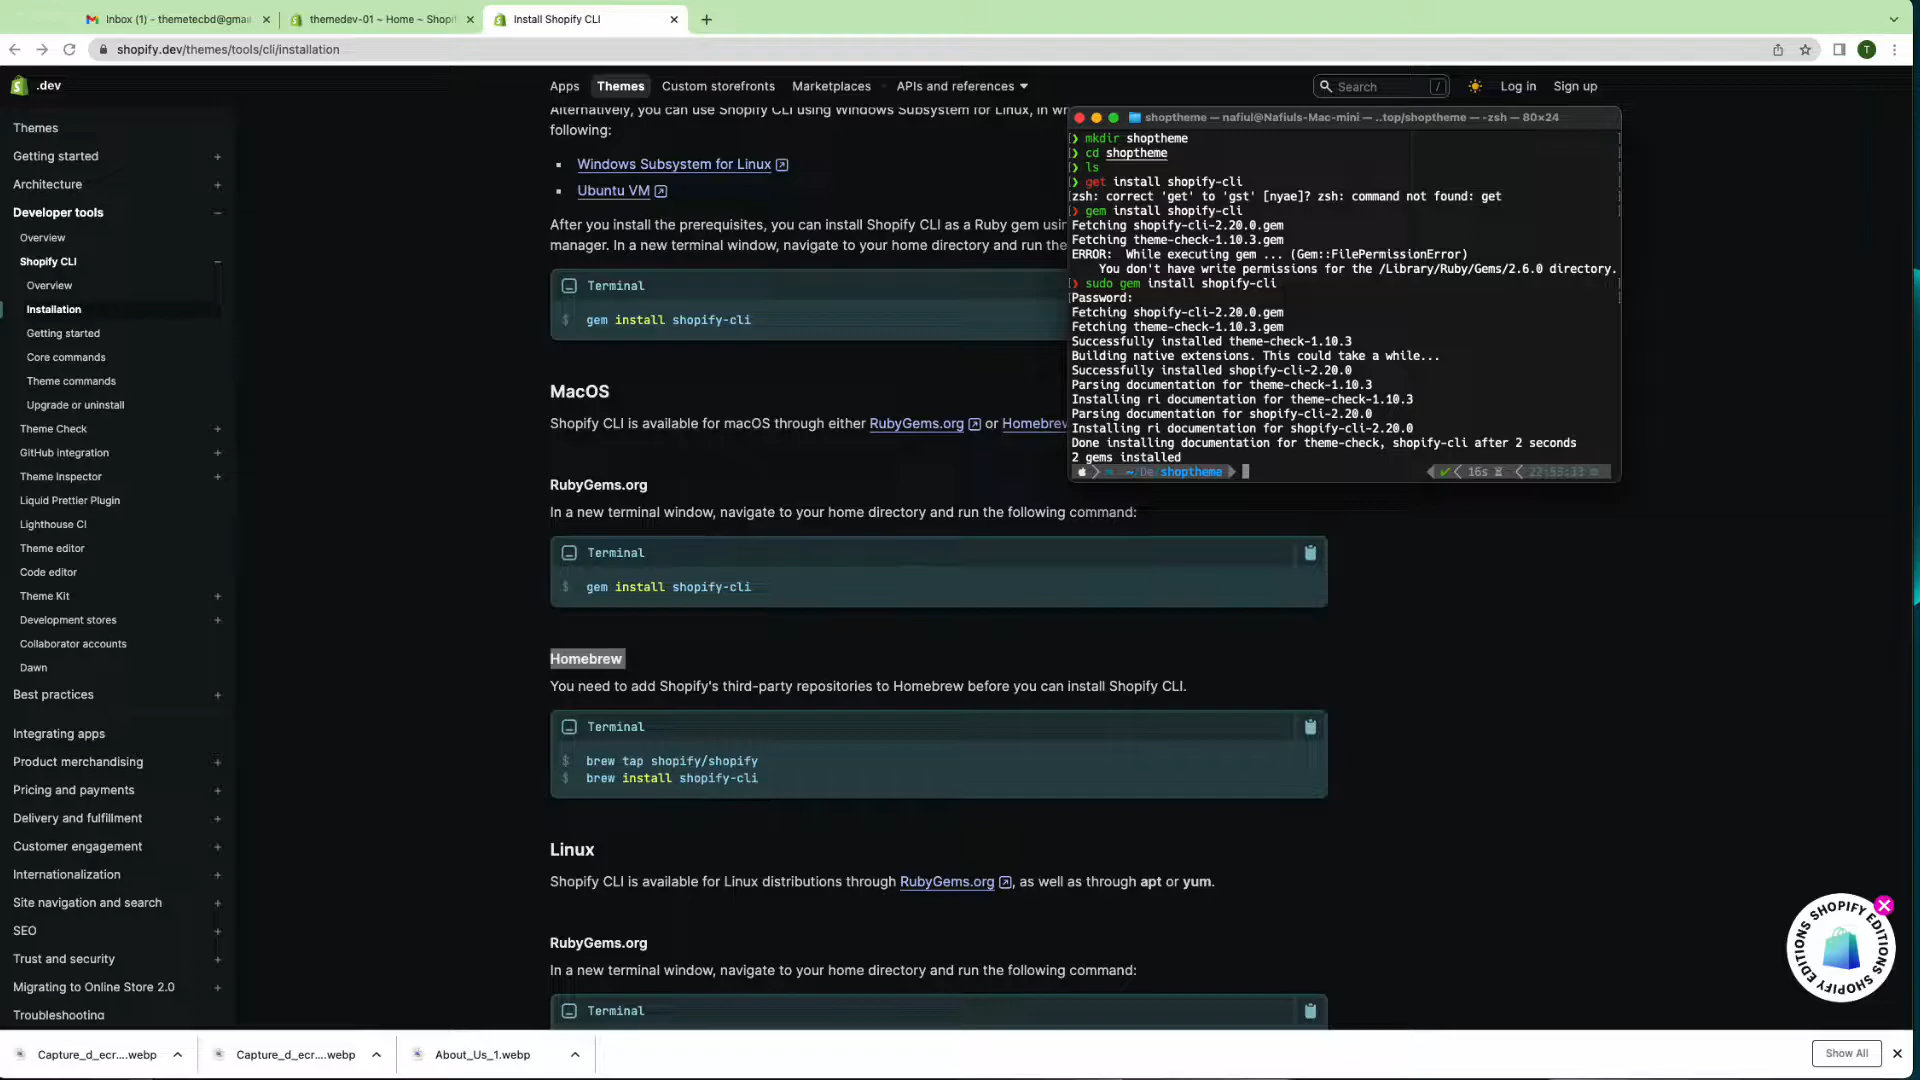 Inbox (1) - themetecbd@gmai
themedev-01 ~ Home ~ Shopi
Install Shopify CLI
shopify.dev/themes/tools/cli/installation
T
.dev
Apps
Themes
Custom storefronts
Marketplaces
APIs and references
Search
/
Log in
Sign up
Themes
Getting started
Architecture
Developer tools
Overview
Shopify CLI
Overview
Installation
Getting started
Core commands
Theme commands
Upgrade or uninstall
Theme Check
GitHub integration
Theme Inspector
Liquid Prettier Plugin
Lighthouse CI
Theme editor
Code editor
Theme Kit
Development stores
Collaborator accounts
Dawn
Best practices
Integrating apps
Product merchandising
Pricing and payments
Delivery and fulfillment
Customer engagement
Internationalization
Site navigation and search
SEO
Trust and security
Migrating to Online Store 2.0
Troubleshooting
Alternatively, you can use Shopify CLI using Windows Subsystem for Linux, in
following:
Windows Subsystem for Linux
Ubuntu VM
After you install the prerequisites, you can install Shopify CLI as a Ruby gem usin
manager. In a new terminal window, navigate to your home directory and run the
Terminal
$ gem install shopify-cli
MacOS
Shopify CLI is available for macOS through either RubyGems.org or Homebrew
RubyGems.org
In a new terminal window, navigate to your home directory and run the following command:
Terminal
$ gem install shopify-cli
Homebrew
You need to add Shopify's third-party repositories to Homebrew before you can install Shopify CLI.
Terminal
$ brew tap shopify/shopify
$ brew install shopify-cli
Linux
Shopify CLI is available for Linux distributions through RubyGems.org, as well as through apt or yum.
RubyGems.org
In a new terminal window, navigate to your home directory and run the following command:
Terminal
shoptheme — nafiul@Nafiuls-Mac-mini — ..top/shoptheme — -zsh — 80×24
❯ mkdir shoptheme
❯ cd shoptheme
❯ ls
❯ get install shopify-cli
zsh: correct 'get' to 'gst' [nyae]? zsh: command not found: get
❯ gem install shopify-cli
Fetching shopify-cli-2.20.0.gem
Fetching theme-check-1.10.3.gem
ERROR:  While executing gem ... (Gem::FilePermissionError)
You don't have write permissions for the /Library/Ruby/Gems/2.6.0 directory.
❯ sudo gem install shopify-cli
Password:
Fetching shopify-cli-2.20.0.gem
Fetching theme-check-1.10.3.gem
Successfully installed theme-check-1.10.3
Building native extensions. This could take a while...
Successfully installed shopify-cli-2.20.0
Parsing documentation for theme-check-1.10.3
Installing ri documentation for theme-check-1.10.3
Parsing documentation for shopify-cli-2.20.0
Installing ri documentation for shopify-cli-2.20.0
Done installing documentation for theme-check, shopify-cli after 2 seconds
2 gems installed
~/De/shoptheme
16s
SHOPIFY EDITIONS SHOPIFY EDITIONS
Capture_d_ecr....webp
Capture_d_ecr....webp
About_Us_1.webp
Show All